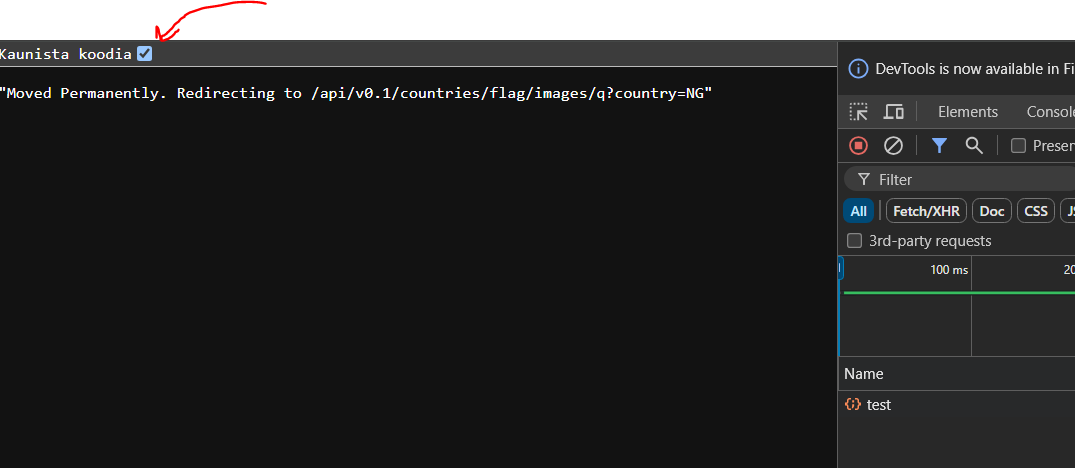 Kaunista koodia
"Moved Permanently. Redirecting to /api/v0.1/countries/flag/images/q?country=NG"
DevTools is now available in Fi
Elements Console
Preser
Filter
All Fetch/XHR Doc CSS JS
3rd-party requests
100 ms 20
Name
test